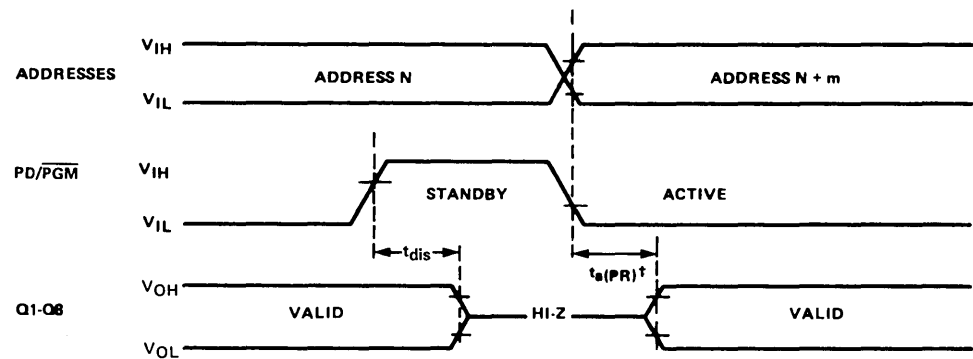 VIH
ADDRESSES
ADDRESS N
ADDRESS N + m
VIL
PD/PGM
VIH
STANDBY
ACTIVE
VIL
tdis
ta(PR)†
VOH
Q1-Q8
VALID
HI-Z
VALID
VOL